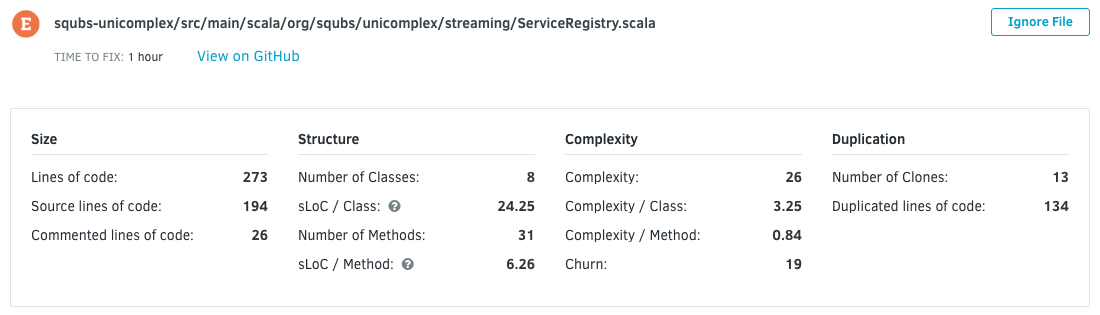 E squbs-unicomplex/src/main/scala/org/squbs/unicomplex/streaming/ServiceRegistry.scala Ignore File
TIME TO FIX: 1 hour View on GitHub
Size Structure Complexity Duplication
Lines of code: 273 Number of Classes: 8 Complexity: 26 Number of Clones: 13
Source lines of code: 194 sLoC / Class: ? 24.25 Complexity / Class: 3.25 Duplicated lines of code: 134
Commented lines of code: 26 Number of Methods: 31 Complexity / Method: 0.84
sLoC / Method: ? 6.26 Churn: 19